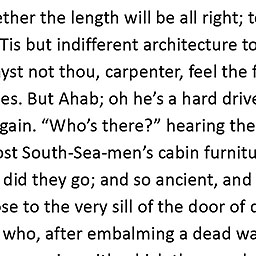 ether the length will be all right; t
Tis but indifferent architecture to
yst not thou, carpenter, feel the f
es. But Ahab; oh he's a hard drive
gain. “Who's there?” hearing the
ost South-Sea-men's cabin furnitu
did they go; and so ancient, and
se to the very sill of the door of
who, after embalming a dead wa